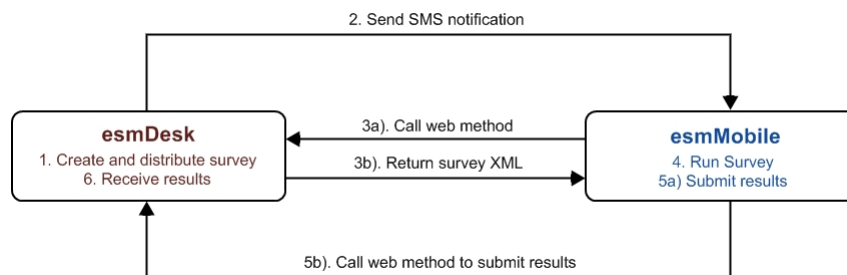 2. Send SMS notification
esmDesk
1. Create and distribute survey
6. Receive results
3a). Call web method
3b). Return survey XML
esmMobile
4. Run Survey
5a) Submit results
5b). Call web method to submit results